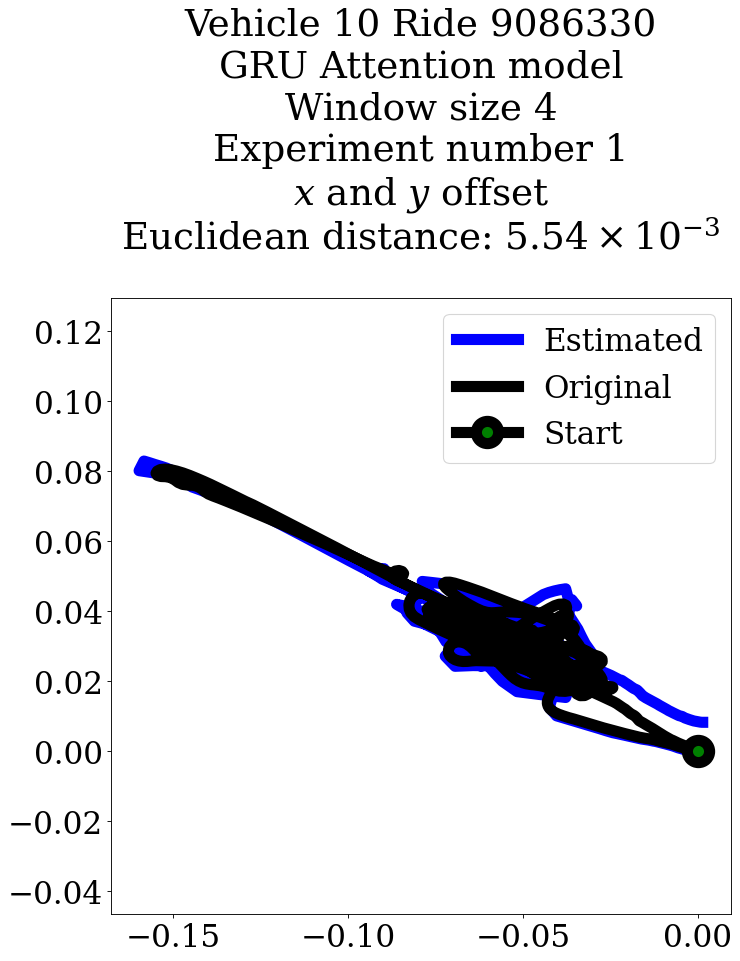 Vehicle 10 Ride 9086330
GRU Attention model
Window size 4
Experiment number 1
x and y offset
Euclidean distance: 5.54 × 10⁻³
Estimated
Original
Start
0.12
0.10
0.08
0.06
0.04
0.02
0.00
−0.02
−0.04
−0.15 −0.10 −0.05 0.00